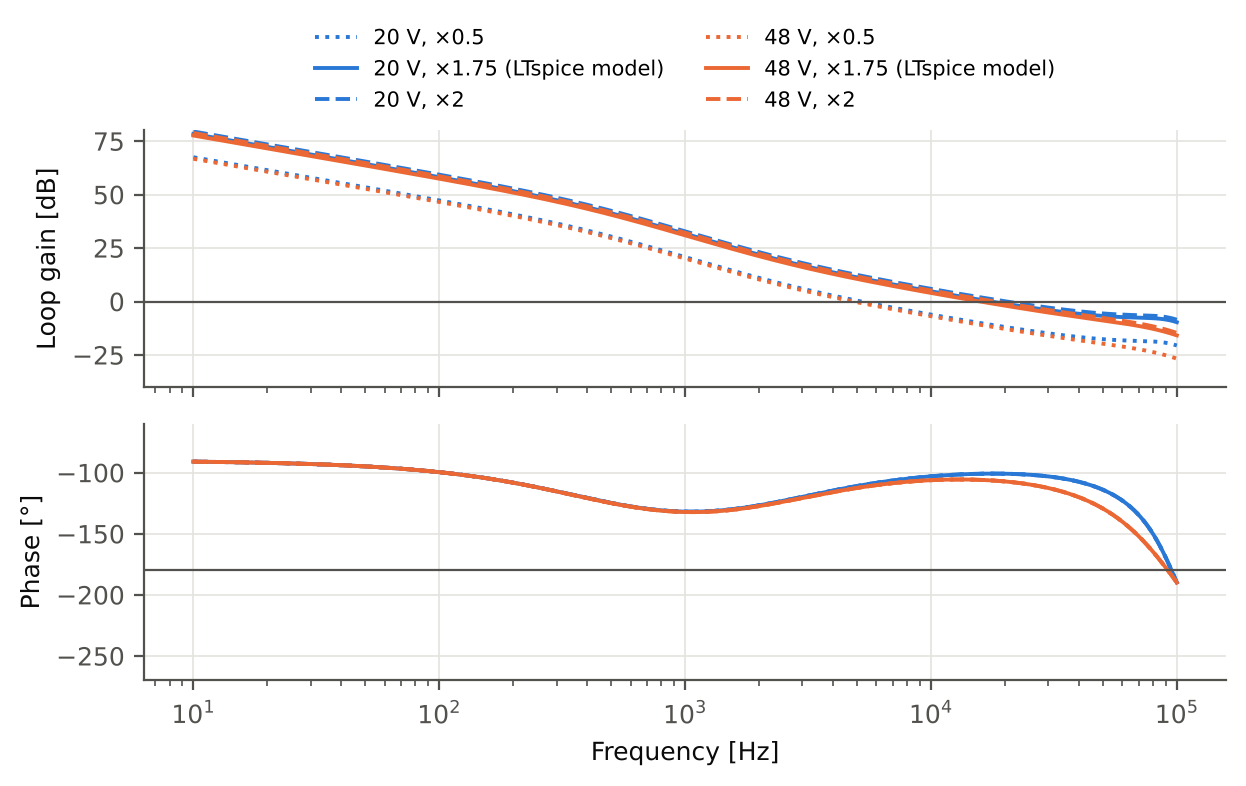 20 V, ×0.5
48 V, ×0.5
20 V, ×1.75 (LTspice model)
48 V, ×1.75 (LTspice model)
20 V, ×2
48 V, ×2
75
50
25
0
−25
Loop gain [dB]
−100
−150
−200
−250
Phase [°]
10¹
10²
10³
10⁴
10⁵
Frequency [Hz]